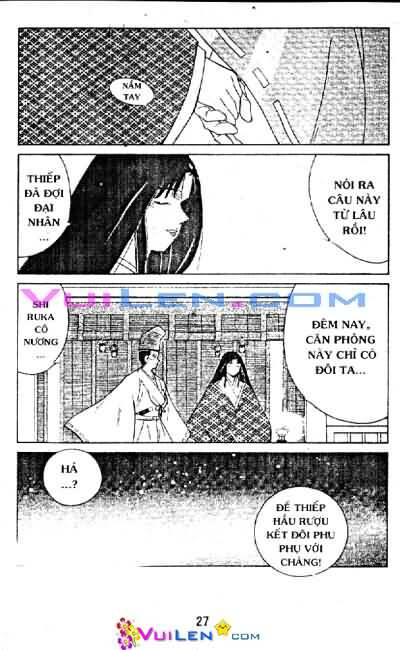 NẮM
TAY
NÓI RA
CÂU NÀY
TỪ LÂU
RỒI!
THIẾP
ĐÃ ĐỢI
ĐẠI
NHÂN
...
VUILEN.COM
ĐÊM NAY,
CĂN PHÒNG
NÀY CHỈ CÓ
ĐÔI TA...
SHI
RUKA
CÔ
NƯƠNG
...
HẢ
...?
ĐỂ THIẾP
HẦU RƯỢU
KẾT ĐÔI PHU
PHỤ VỚI
CHÀNG!
27
VUILEN.COM